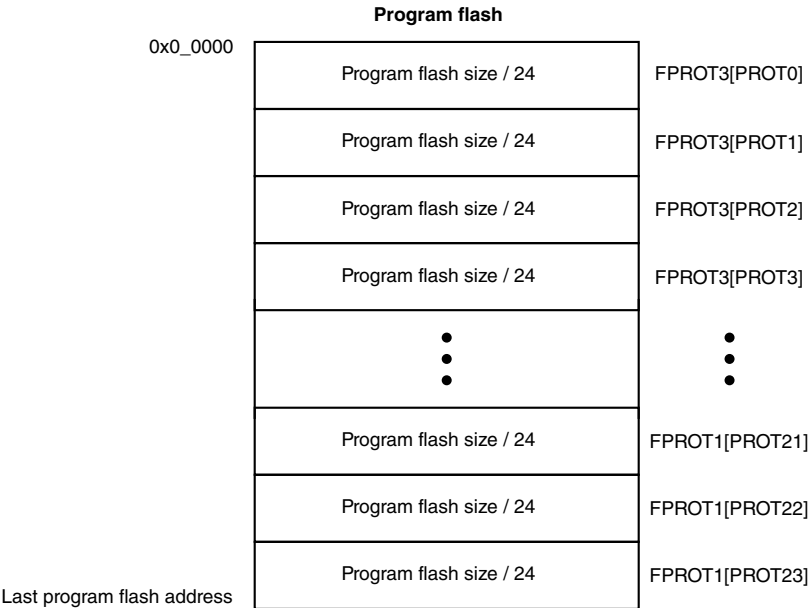 Program flash
0x0_0000
Program flash size / 24 FPROT3[PROT0]
Program flash size / 24 FPROT3[PROT1]
Program flash size / 24 FPROT3[PROT2]
Program flash size / 24 FPROT3[PROT3]
Program flash size / 24 FPROT1[PROT21]
Program flash size / 24 FPROT1[PROT22]
Program flash size / 24 FPROT1[PROT23]
Last program flash address